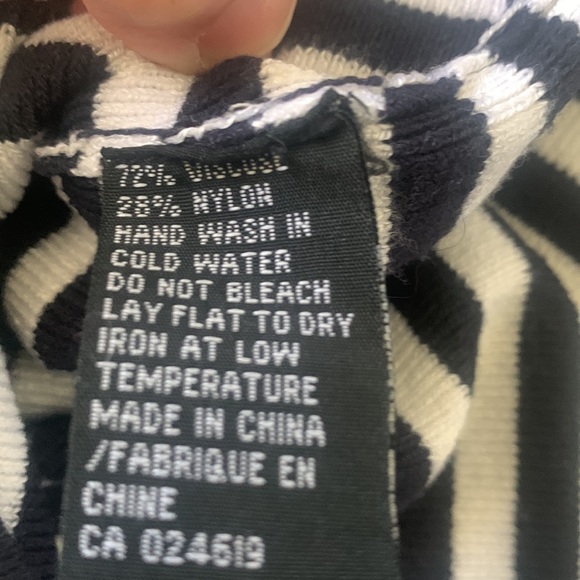 72% VISCOSE
28% NYLON
HAND WASH IN
COLD WATER
DO NOT BLEACH
LAY FLAT TO DRY
IRON AT LOW
TEMPERATURE
MADE IN CHINA
/FABRIQUE EN
CHINE
CA 024619